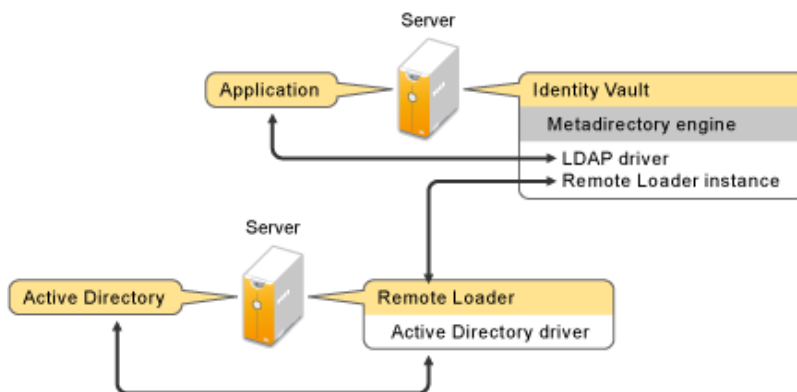 Server
Application
Identity Vault
Metadirectory engine
LDAP driver
Remote Loader instance
Server
Active Directory
Remote Loader
Active Directory driver